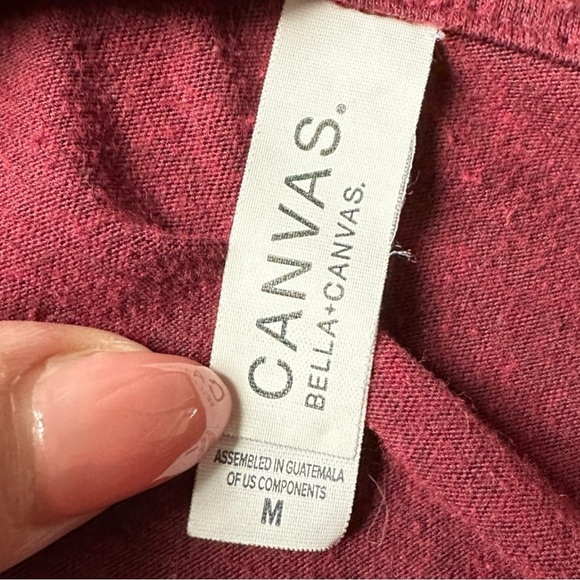 CANVAS.®
BELLA+CANVAS.
ASSEMBLED IN GUATEMALA
OF US COMPONENTS
M